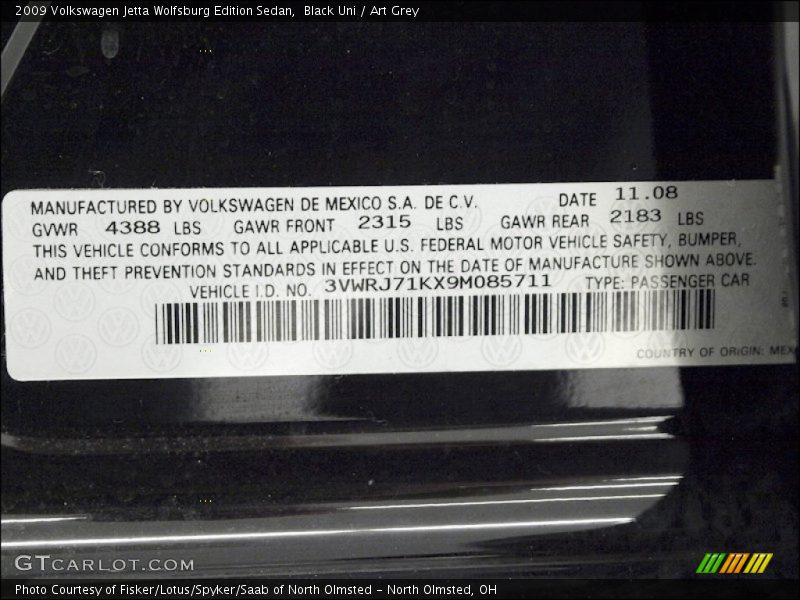 2009 Volkswagen Jetta Wolfsburg Edition Sedan, Black Uni / Art Grey
MANUFACTURED BY VOLKSWAGEN DE MEXICO S.A. DE C.V. DATE 11.08
GVWR 4388 LBS GAWR FRONT 2315 LBS GAWR REAR 2183 LBS
THIS VEHICLE CONFORMS TO ALL APPLICABLE U.S. FEDERAL MOTOR VEHICLE SAFETY, BUMPER,
AND THEFT PREVENTION STANDARDS IN EFFECT ON THE DATE OF MANUFACTURE SHOWN ABOVE.
VEHICLE I.D. NO. 3VWRJ71KX9M085711 TYPE: PASSENGER CAR
COUNTRY OF ORIGIN: MEX
GTCARLOT.COM
Photo Courtesy of Fisker/Lotus/Spyker/Saab of North Olmsted - North Olmsted, OH